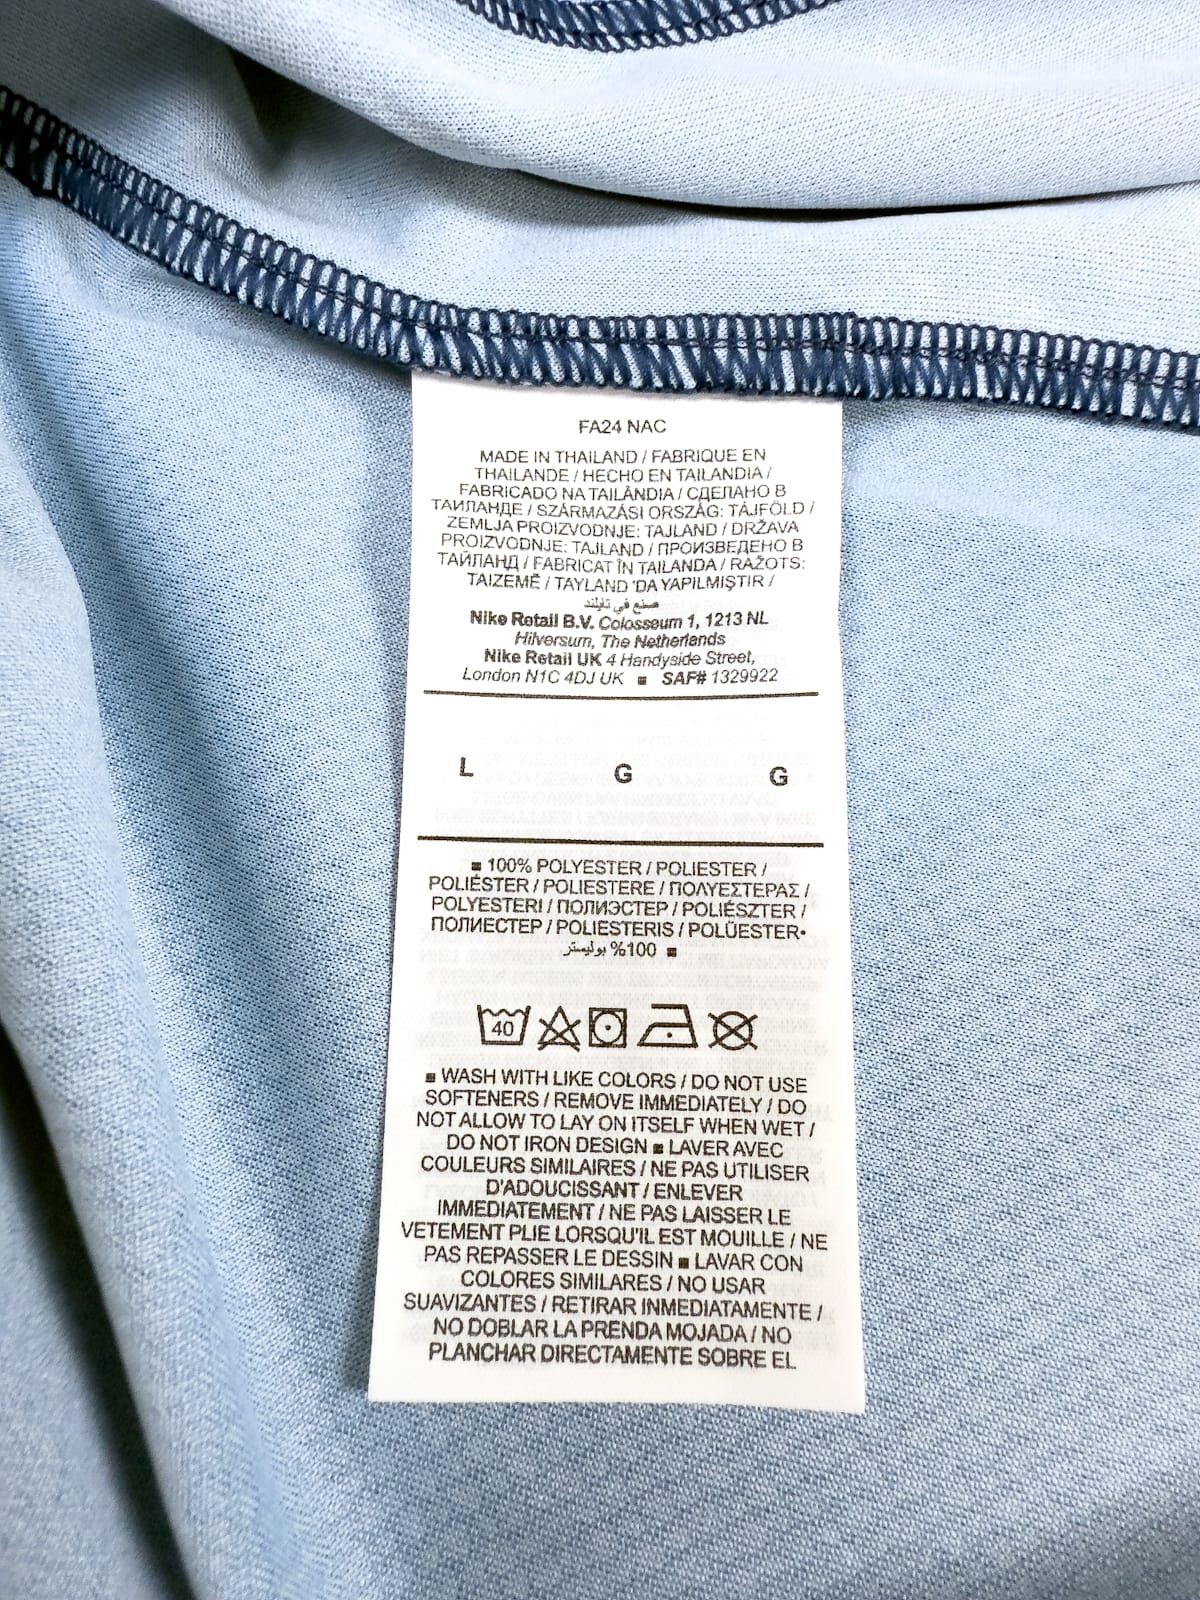 FA24 NAC
MADE IN THAILAND / FABRIQUE EN
THAILANDE / HECHO EN TAILANDIA /
FABRICADO NA TAILÂNDIA / СДЕЛАНО В
ТАИЛАНДЕ / SZÁRMAZÁSI ORSZÁG: TÁJFÖLD /
ZEMLJA PROIZVODNJE: TAJLAND / DRŽAVA
PROIZVODNJE: TAJLAND / ПРОИЗВЕДЕНО В
ТАЙЛАНД / FABRICAT ÎN TAILANDA / RAŽOTS:
TAIZEMĒ / TAYLAND 'DA YAPILMIŞTIR /
صنع في تايلند
Nike Retail B.V. Colosseum 1, 1213 NL
Hilversum, The Netherlands
Nike Retail UK 4 Handyside Street,
London N1C 4DJ UK ■ SAF# 1329922
L G G
■ 100% POLYESTER / POLIESTER /
POLIÉSTER / POLIESTERE / ΠΟΛΥΕΣΤΕΡΑΣ /
POLYESTERI / ПОЛИЭСТЕР / POLIÉSZTER /
ПОЛИЕСТЕР / POLIESTERIS / POLÜESTER•
100% بوليستر ■
40
■ WASH WITH LIKE COLORS / DO NOT USE
SOFTENERS / REMOVE IMMEDIATELY / DO
NOT ALLOW TO LAY ON ITSELF WHEN WET /
DO NOT IRON DESIGN ■ LAVER AVEC
COULEURS SIMILAIRES / NE PAS UTILISER
D'ADOUCISSANT / ENLEVER
IMMEDIATEMENT / NE PAS LAISSER LE
VETEMENT PLIE LORSQU'IL EST MOUILLE / NE
PAS REPASSER LE DESSIN ■ LAVAR CON
COLORES SIMILARES / NO USAR
SUAVIZANTES / RETIRAR INMEDIATAMENTE /
NO DOBLAR LA PRENDA MOJADA / NO
PLANCHAR DIRECTAMENTE SOBRE EL